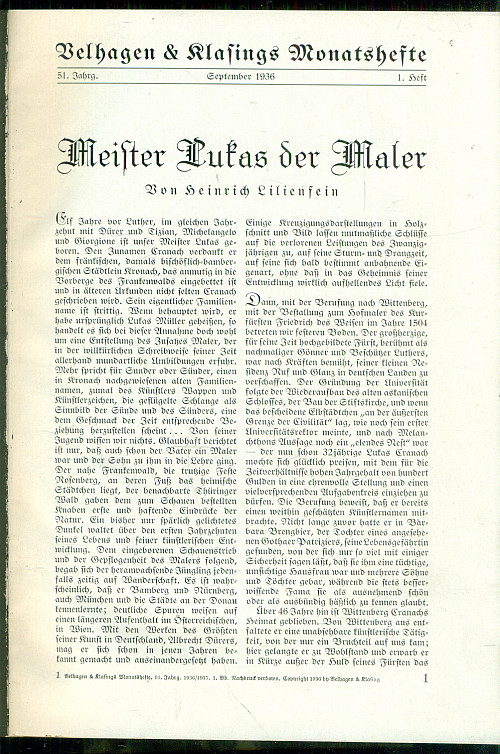 Velhagen & Klasings Monatshefte
51. Jahrg. September 1936 1. Heft
Meister Lukas der Maler
Von Heinrich Lilienfein
Elf Jahre vor Luther, im gleichen Jahr-
zehnt mit Dürer und Tizian, Michelangelo
und Giorgione ist unser Meister Lukas ge-
boren. Den Zunamen Cranach verdankt er
dem fränkischen, damals bischöflich-bamber-
gischen Städtlein Kronach, das anmutig in die
Vorberge des Frankenwalds eingebettet ist
und in älteren Urkunden nicht selten Cranach
geschrieben wird. Sein eigentlicher Familien-
name ist strittig. Wenn behauptet wird, er
habe ursprünglich Lukas Müller geheißen, so
handelt es sich bei dieser Annahme doch wohl
um eine Entstellung des Zusatzes Maler, der
in der willkürlichen Schreibweise seiner Zeit
allerhand mundartliche Umbildungen erfuhr.
Mehr spricht für Sunder oder Sünder, einen
in Kronach nachgewiesenen alten Familien-
namen, zumal des Künstlers Wappen und
Künstlerzeichen, die geflügelte Schlange als
Sinnbild der Sünde und des Sünders, eine
dem Geschmack der Zeit entsprechende Be-
ziehung herzustellen scheint ... Von seiner
Jugend wissen wir nichts. Glaubhaft berichtet
ist nur, daß auch schon der Vater ein Maler
war und der Sohn zu ihm in die Lehre ging.
Der nahe Frankenwald, die trutzige Feste
Rosenberg, an deren Fuß das heimische
Städtchen liegt, der benachbarte Thüringer
Wald gaben dem zum Schauen bestellten
Knaben erste und haftende Eindrücke der
Natur. Ein bisher nur spärlich gelichtetes
Dunkel waltet über den ersten Jahrzehnten
seines Lebens und seiner künstlerischen Ent-
wicklung. Dem eingeborenen Schauenstrieb
und der Gepflogenheit des Malers folgend,
begab sich der heranwachsende Jüngling jeden-
falls zeitig auf Wanderschaft. Es ist wahr-
scheinlich, daß er Bamberg und Nürnberg,
auch München und die Städte an der Donau
kennenlernte; deutliche Spuren weisen auf
einen längeren Aufenthalt im Österreichischen,
in Wien. Mit den Werken des Größten
seiner Kunst in Deutschland, Albrecht Dürers,
mag er sich schon in jenen Jahren be-
kannt gemacht und auseinandergesetzt haben.
Einige Kreuzigungsdarstellungen in Holz-
schnitt und Bild lassen mutmaßliche Schlüsse
auf die verlorenen Leistungen des Zwanzig-
jährigen zu, auf seine Sturm- und Drangzeit,
auf seine sich bald bestimmt anbahnende Ei-
genart, ohne daß in das Geheimnis seiner
Entwicklung wirklich aufhellendes Licht fiele.
Dann, mit der Berufung nach Wittenberg,
mit der Bestallung zum Hofmaler des Kur-
fürsten Friedrich des Weisen im Jahre 1504
betreten wir festeren Boden. Der großherzige,
für seine Zeit hochgebildete Fürst, berühmt als
nachmaliger Gönner und Beschützer Luthers,
war nach Kräften bemüht, seiner kleinen Re-
sidenz Ruf und Glanz in deutschen Landen zu
verschaffen. Der Gründung der Universität
folgte der Wiederaufbau des alten askanischen
Schlosses, der Bau der Stiftskirche, und wenn
das bescheidene Elbstädtchen „an der äußersten
Grenze der Civilität“ lag, wie noch sein erster
Universitätsrektor meinte, und nach Melan-
chthons Aussage noch ein „elendes Nest“ war
— der nun schon 32jährige Lukas Cranach
mochte sich glücklich preisen, mit dem für die
Zeitverhältnisse hohen Jahrgehalt von hundert
Gulden in eine ehrenvolle Stellung und einen
vielversprechenden Aufgabenkreis einziehen zu
dürfen. Die Berufung beweist, daß er bereits
einen weithin geschätzten Künstlernamen mit-
brachte. Nicht lange zuvor hatte er in Bar-
bara Brengbier, der Tochter eines angesehe-
nen Gothaer Patriziers, seine Lebensgefährtin
gefunden, von der sich nur so viel mit einiger
Sicherheit sagen läßt, daß sie ihm eine tüchtige,
umsichtige Hausfrau war und mehrere Söhne
und Töchter gebar, während die stets besser-
wissende Fama sie als ausnehmend schön
oder als ausbündig häßlich zu kennen glaubt.
Über 46 Jahre hin ist Wittenberg Cranachs
Heimat geblieben. Von Wittenberg aus ent-
faltete er eine unabsehbare künstlerische Tätig-
keit, von der nur ein Bruchteil auf uns kam;
hier gelangte er zu Wohlstand und erwarb er
in Kürze außer der Huld seines Fürsten das
1 Velhagen & Klasings Monatshefte. 51. Jahrg. 1936/1937. 1. Bd. Nachdruck verboten. Copyright 1936 by Velhagen & Klasing 1